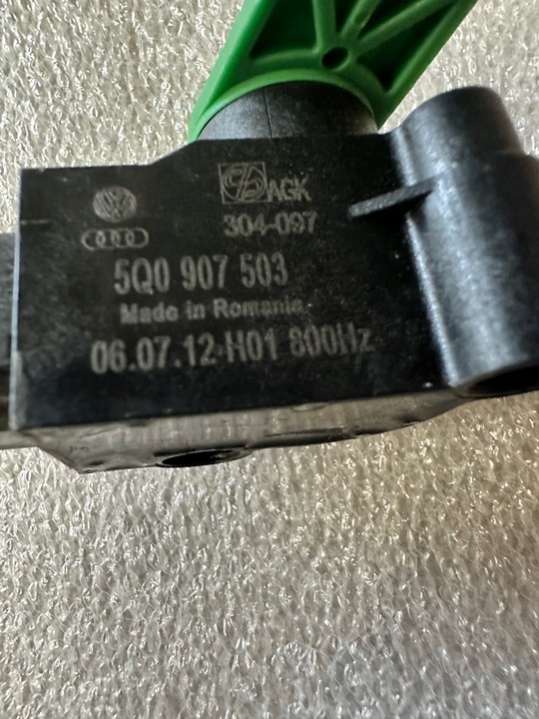 AGK
304-097
5Q0 907 503
Made in Romania
06.07.12 H01 800Hz